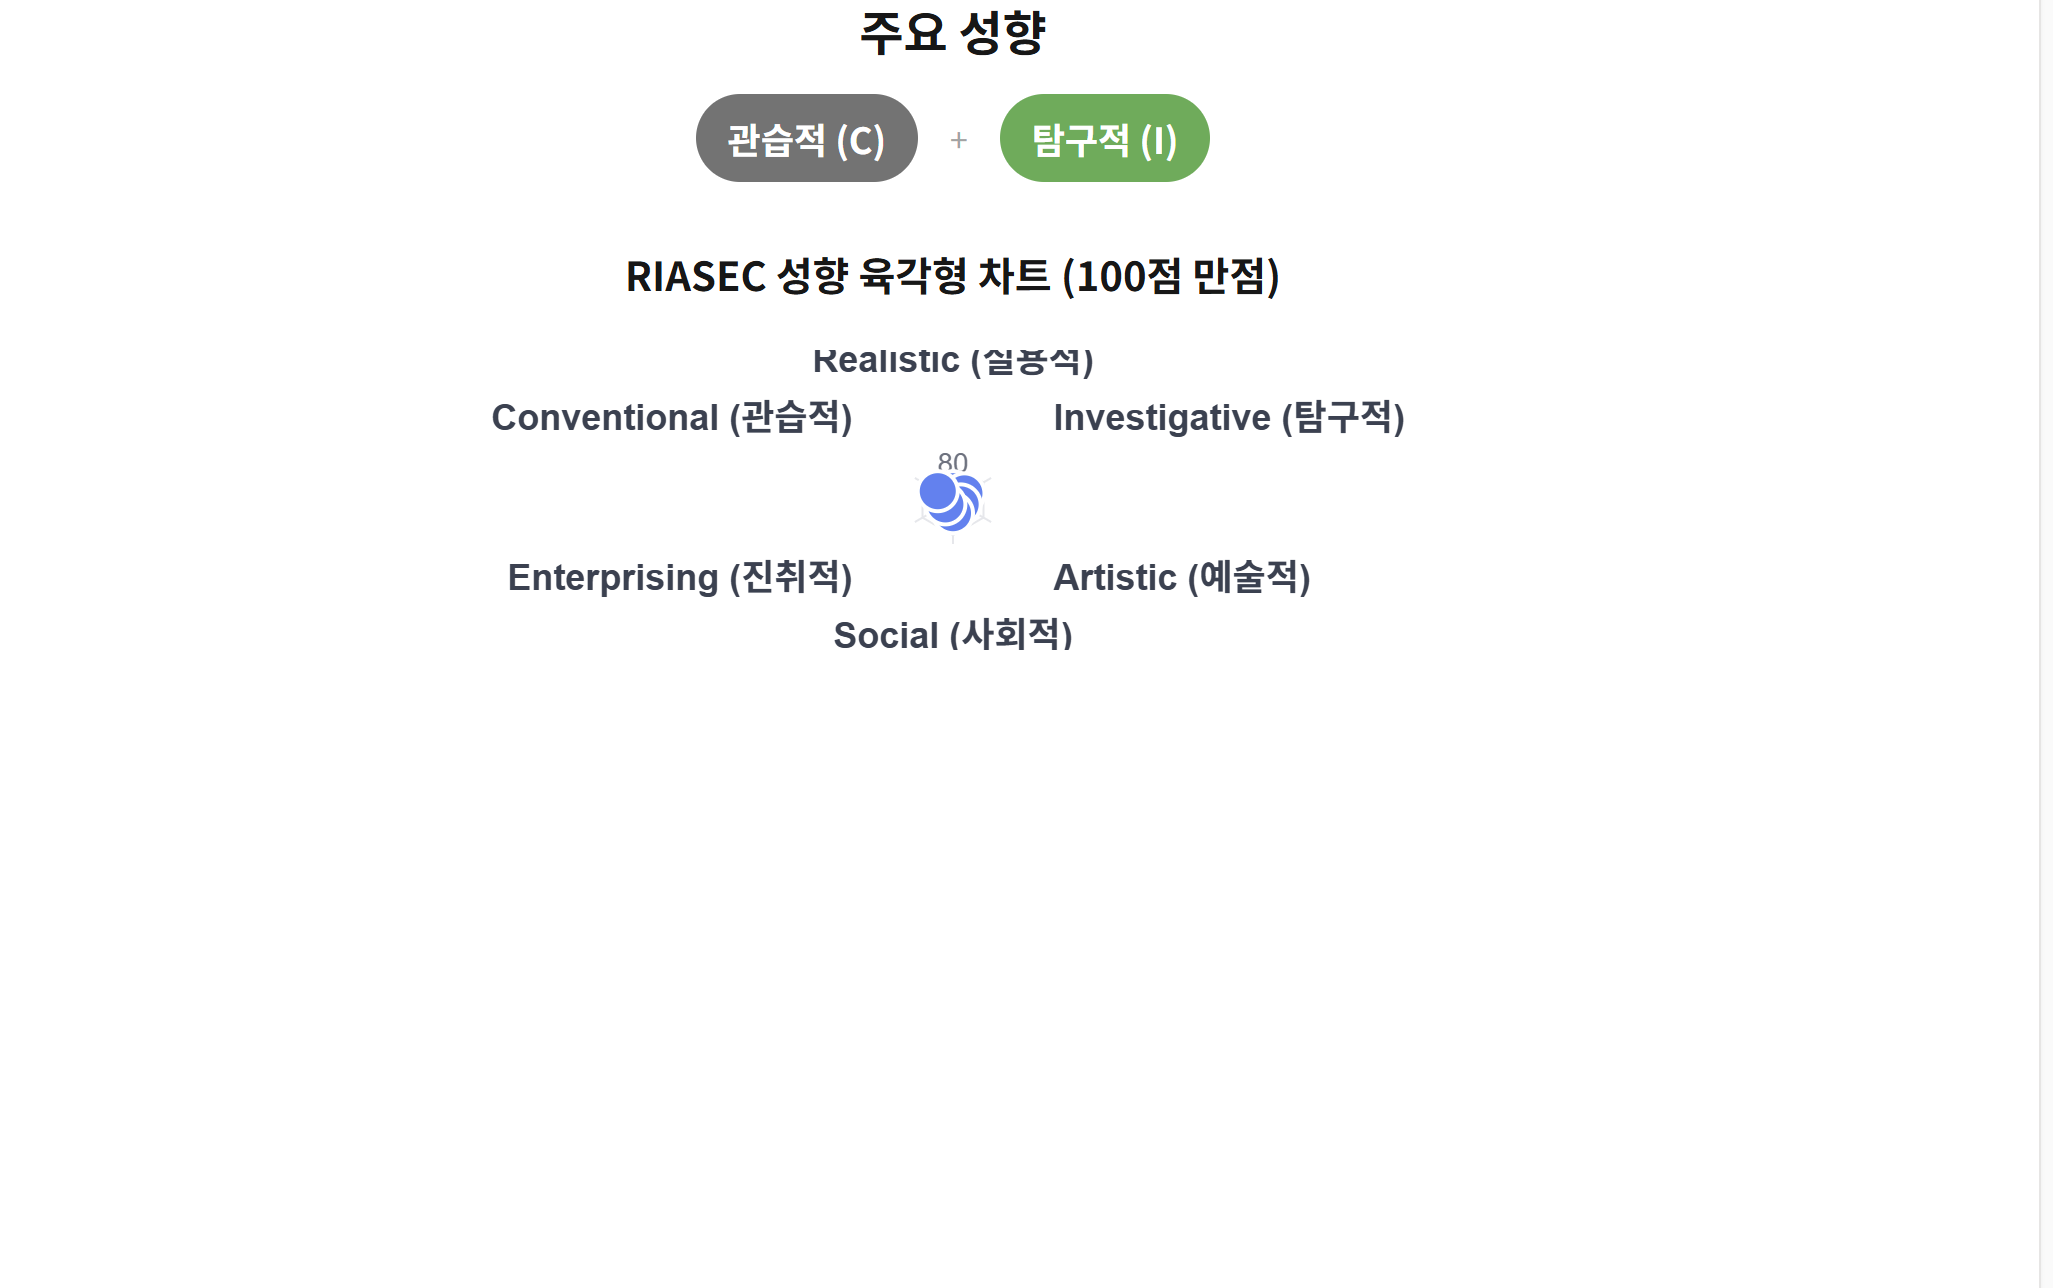 주요 성향
관습적 (C) + 탐구적 (I)
RIASEC 성향 육각형 차트 (100점 만점)
Realistic (실용적)
Conventional (관습적) Investigative (탐구적)
80
Enterprising (진취적) Artistic (예술적)
Social (사회적)